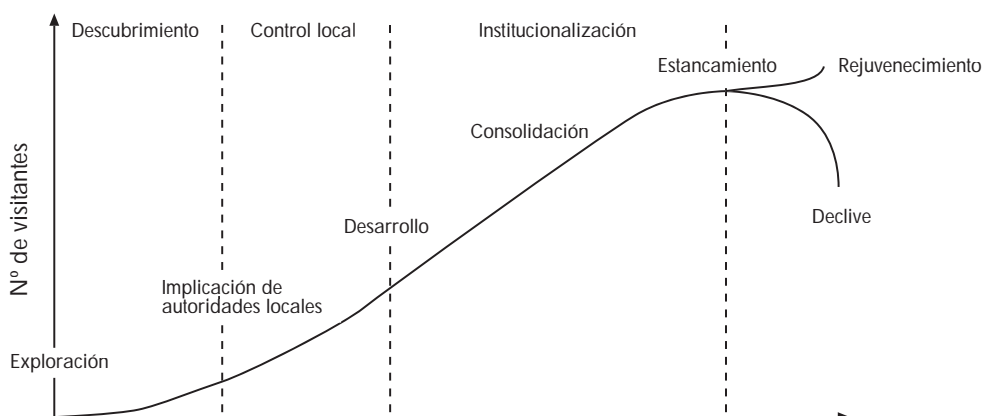 Descubrimiento
Control local
Institucionalización
Estancamiento
Rejuvenecimiento
Consolidación
Declive
Desarrollo
Nº de visitantes
Implicación de
autoridades locales
Exploración